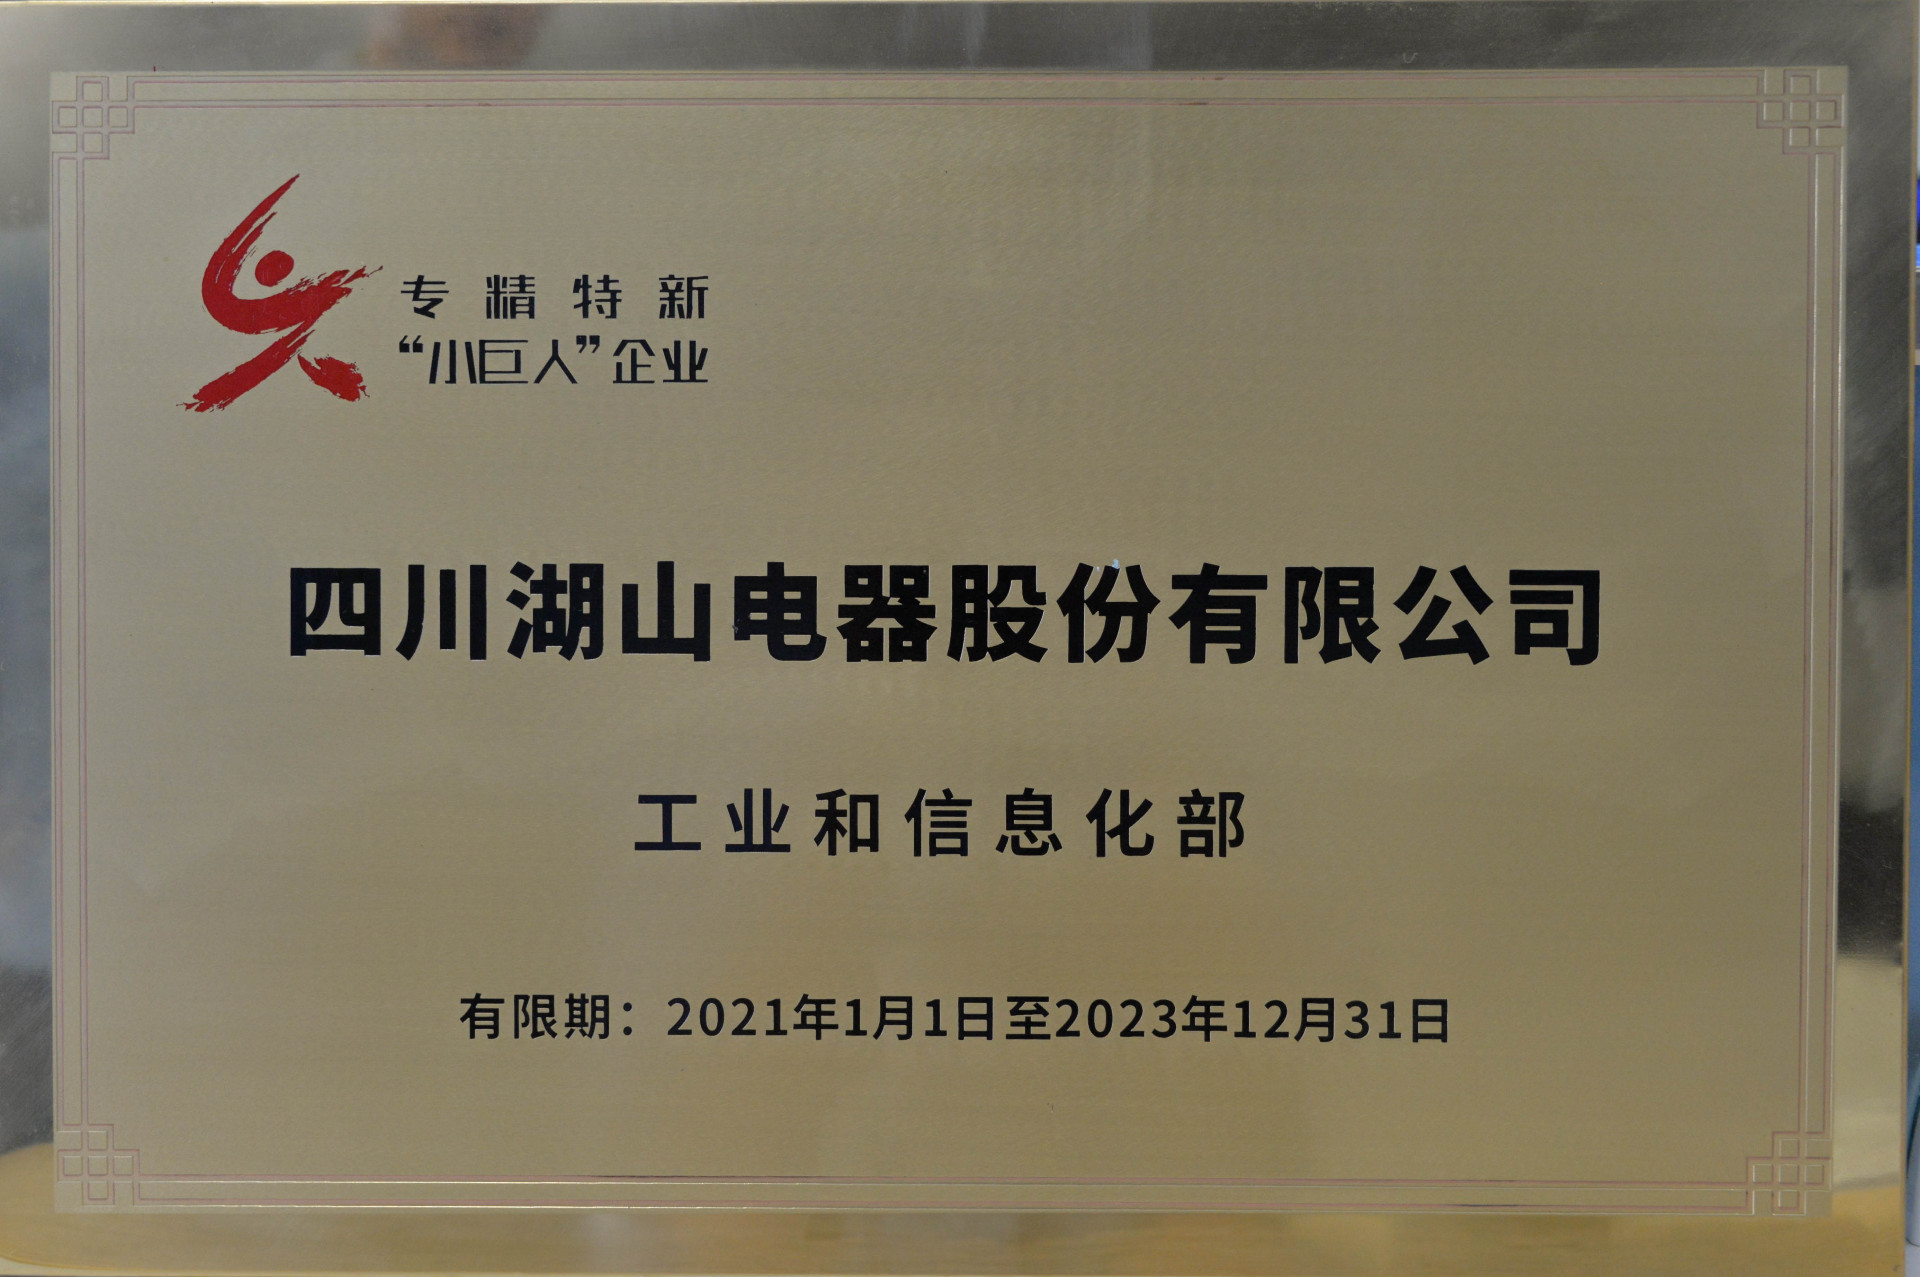 专精特新
“小巨人”企业
四川湖山电器股份有限公司
工业和信息化部
有限期：2021年1月1日至2023年12月31日